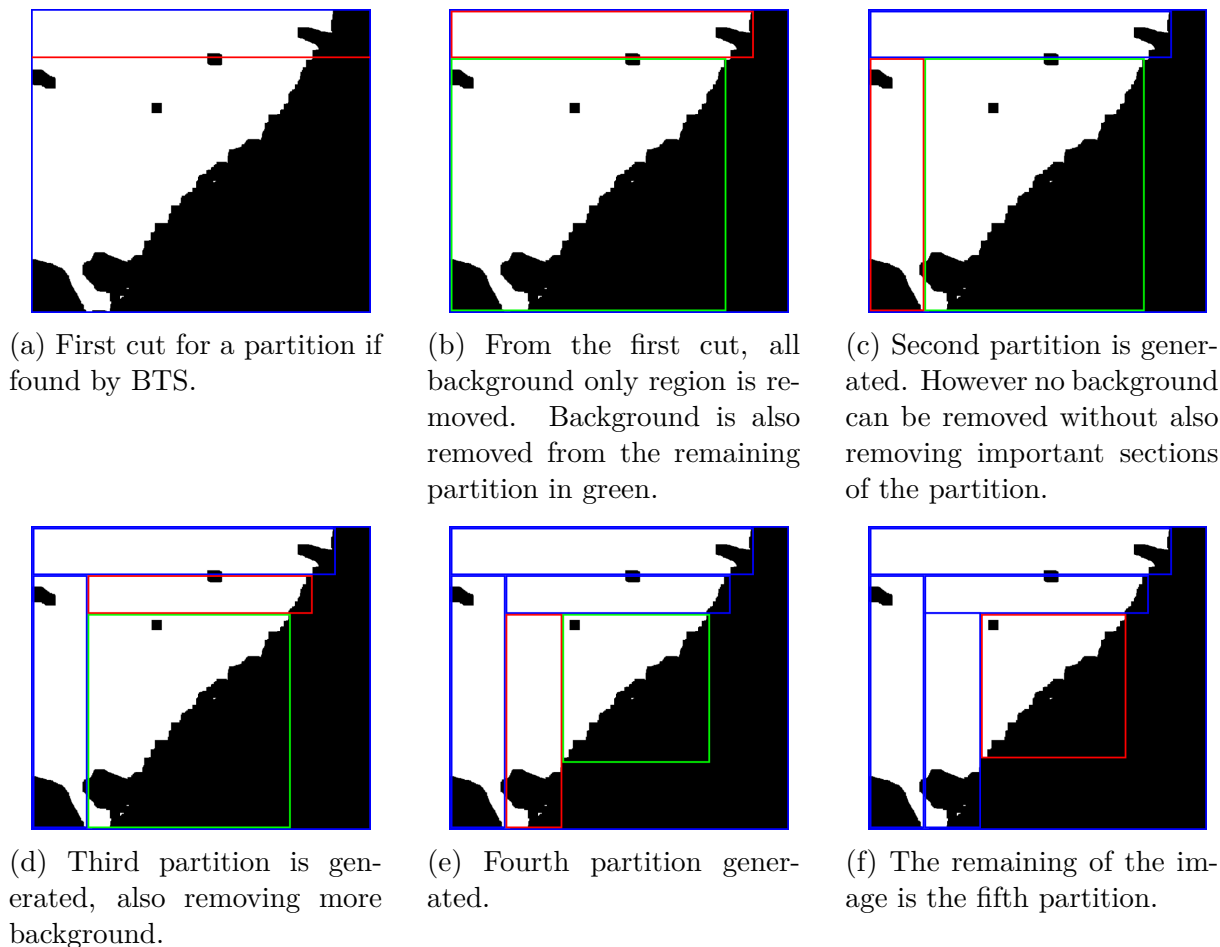 (a) First cut for a partition if
found by BTS.
(b) From the first cut, all
background only region is re-
moved. Background is also
removed from the remaining
partition in green.
(c) Second partition is gener-
ated. However no background
can be removed without also
removing important sections
of the partition.
(d) Third partition is gen-
erated, also removing more
background.
(e) Fourth partition gener-
ated.
(f) The remaining of the im-
age is the fifth partition.